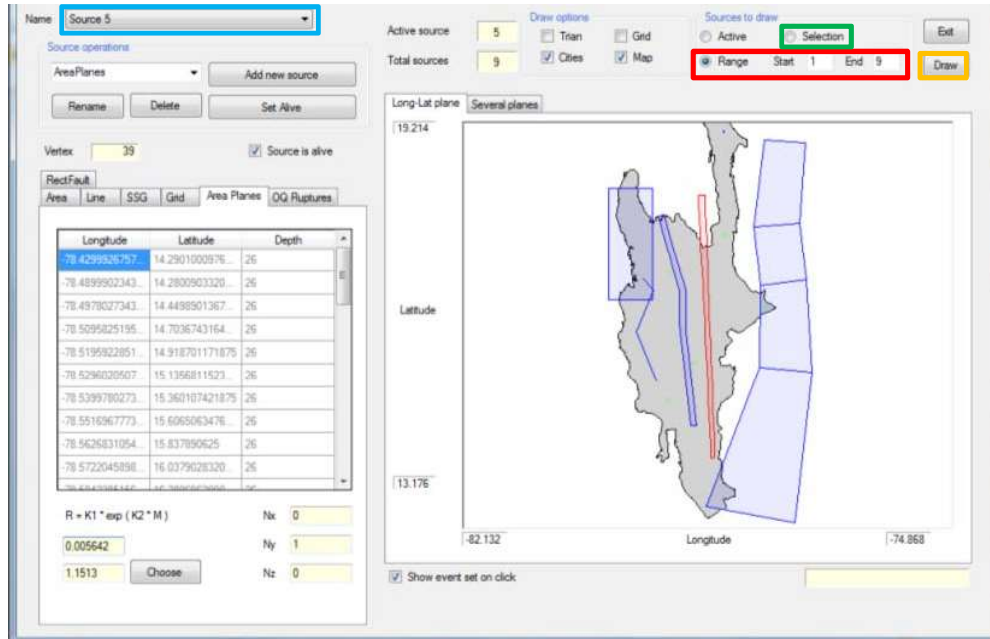 Name Source 5
Source operations
AreaPlanes Add new source
Rename Delete Set Alive
Vertex 39 Source is alive
RectFault
Area Line SSG Grid Area Planes OQ Ruptures
Longitude Latitude Depth
-78.4299926757... 14.2901000976... 26
-78.4899902343... 14.2800903320... 26
-78.4978027343... 14.4498901367... 26
-78.5095825195... 14.7036743164... 26
-78.5195922851... 14.918701171875 26
-78.5296020507... 15.1356811523... 26
-78.5399780273... 15.360107421875 26
-78.5516967773... 15.6065063476... 26
-78.5626831054... 15.837890625 26
-78.5722045898... 16.0379028320... 26
R = K1 * exp ( K2 * M )
0.005642
1.1513 Choose
Nx 0
Ny 1
Nz 0
Active source 5
Total sources 9
Draw options
Trian Grid
Cities Map
Sources to draw
Active Selection
Range Start 1 End 9
Exit
Draw
Long-Lat plane Several planes
19.214
Latitude
13.176
-82.132 Longitude -74.868
Show event set on click